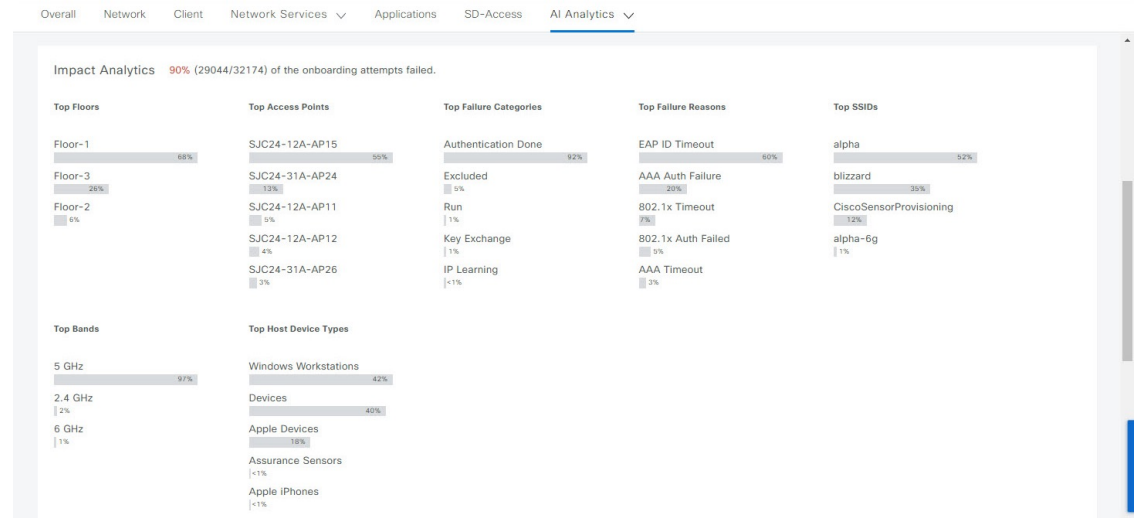 Overall Network Client Network Services Applications SD-Access AI Analytics
Impact Analytics 90% (29044/32174) of the onboarding attempts failed.
Top Floors
Floor-1
68%
Floor-3
26%
Floor-2
6%
Top Access Points
SJC24-12A-AP15
55%
SJC24-31A-AP24
13%
SJC24-12A-AP11
5%
SJC24-12A-AP12
4%
SJC24-31A-AP26
3%
Top Failure Categories
Authentication Done
92%
Excluded
5%
Run
1%
Key Exchange
1%
IP Learning
<1%
Top Failure Reasons
EAP ID Timeout
60%
AAA Auth Failure
20%
802.1x Timeout
7%
802.1x Auth Failed
5%
AAA Timeout
3%
Top SSIDs
alpha
52%
blizzard
35%
CiscoSensorProvisioning
12%
alpha-6g
1%
Top Bands
5 GHz
97%
2.4 GHz
2%
6 GHz
1%
Top Host Device Types
Windows Workstations
42%
Devices
40%
Apple Devices
18%
Assurance Sensors
<1%
Apple iPhones
<1%